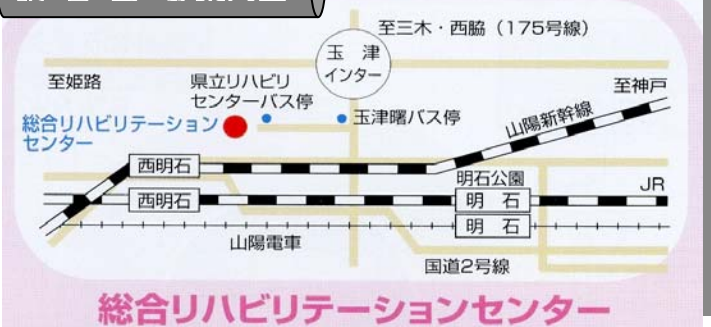 至三木・西脇（175号線）
玉津
インター
至姫路
県立リハビリ
センターバス停
至神戸
総合リハビリテーション
センター
玉津曙バス停
山陽新幹線
西明石
明石公園
JR
西明石
明石
山陽電車
明石
国道2号線
総合リハビリテーションセンター